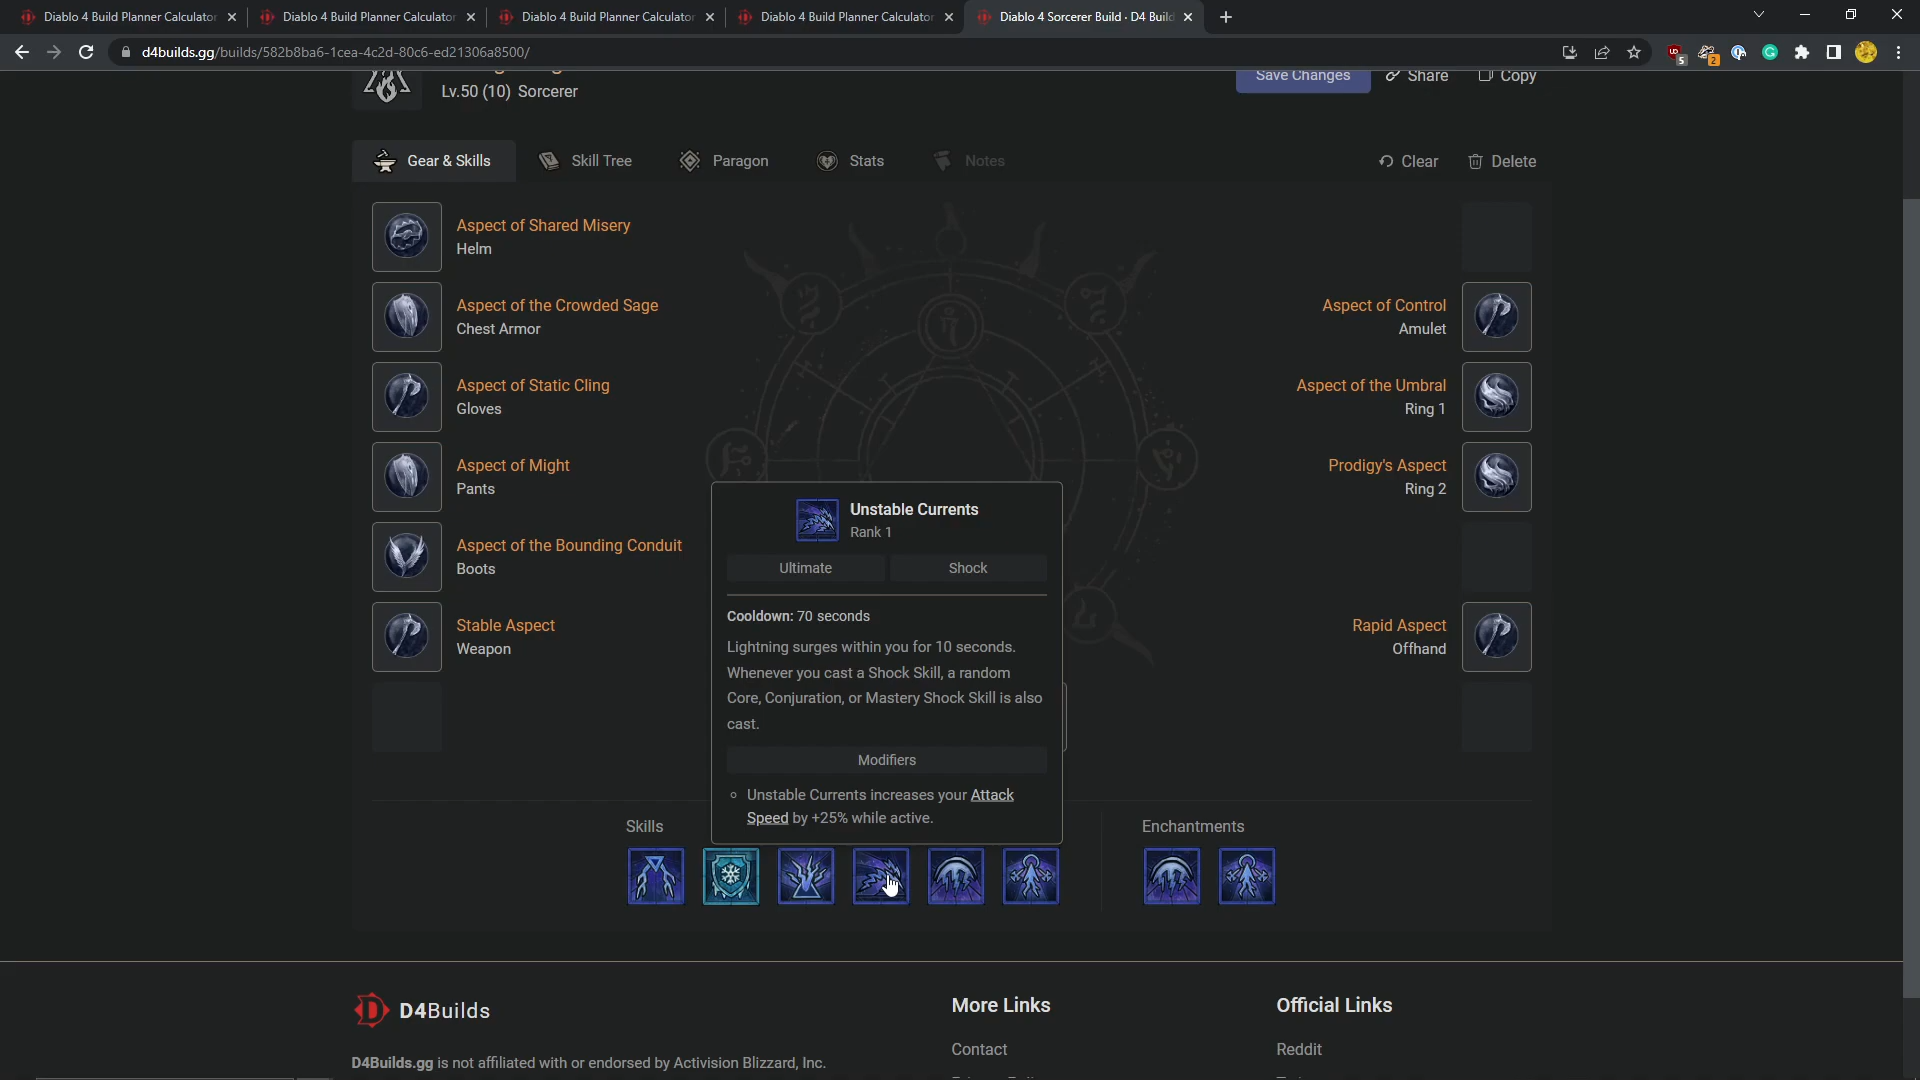 Diablo 4 Build Planner Calculator
Diablo 4 Build Planner Calculator
Diablo 4 Build Planner Calculator
Diablo 4 Build Planner Calculator
Diablo 4 Sorcerer Build · D4 Build
d4builds.gg/builds/582b8ba6-1cea-4c2d-80c6-ed21306a8500/
5
2
Lv.50 (10) Sorcerer
Save Changes
Share
Copy
Gear & Skills
Skill Tree
Paragon
Stats
Notes
Clear
Delete
Aspect of Shared Misery
Helm
Aspect of the Crowded Sage
Chest Armor
Aspect of Control
Amulet
Aspect of Static Cling
Gloves
Aspect of the Umbral
Ring 1
Aspect of Might
Pants
Prodigy's Aspect
Ring 2
Aspect of the Bounding Conduit
Boots
Stable Aspect
Weapon
Rapid Aspect
Offhand
Unstable Currents
Rank 1
Ultimate
Shock
Cooldown: 70 seconds
Lightning surges within you for 10 seconds.
Whenever you cast a Shock Skill, a random
Core, Conjuration, or Mastery Shock Skill is also
cast.
Modifiers
Unstable Currents increases your Attack
Speed by +25% while active.
Skills
Enchantments
D4Builds
D4Builds.gg is not affiliated with or endorsed by Activision Blizzard, Inc.
More Links
Contact
Official Links
Reddit